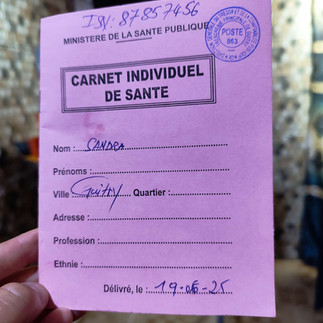 ISN: 87857456
MINISTERE DE LA SANTE PUBLIQUE
POSTE
863
CARNET INDIVIDUEL
DE SANTE
Nom : SANDRA
Prénoms :
Ville Guitry Quartier :
Adresse :
Profession :
Ethnie :
Délivré, le : 19-06-25